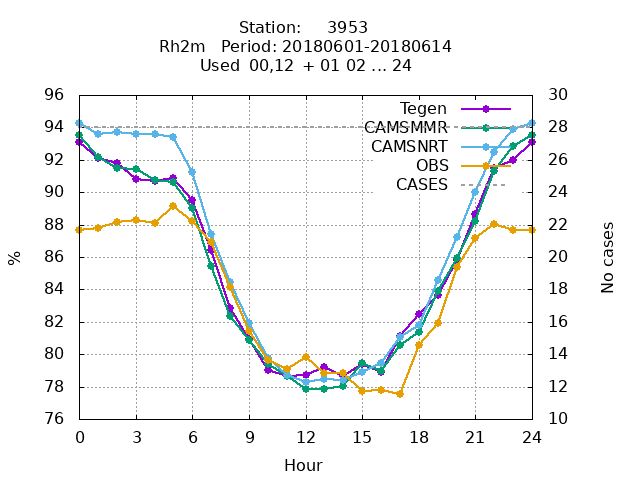 Station: 3953
Rh2m Period: 20180601-20180614
Used 00,12 + 01 02 ... 24
96
94
92
90
88
86
84
82
80
78
76
%
30
28
26
24
22
20
18
16
14
12
10
No cases
Tegen
CAMSMMR
CAMSNRT
OBS
CASES
0 3 6 9 12 15 18 21 24
Hour